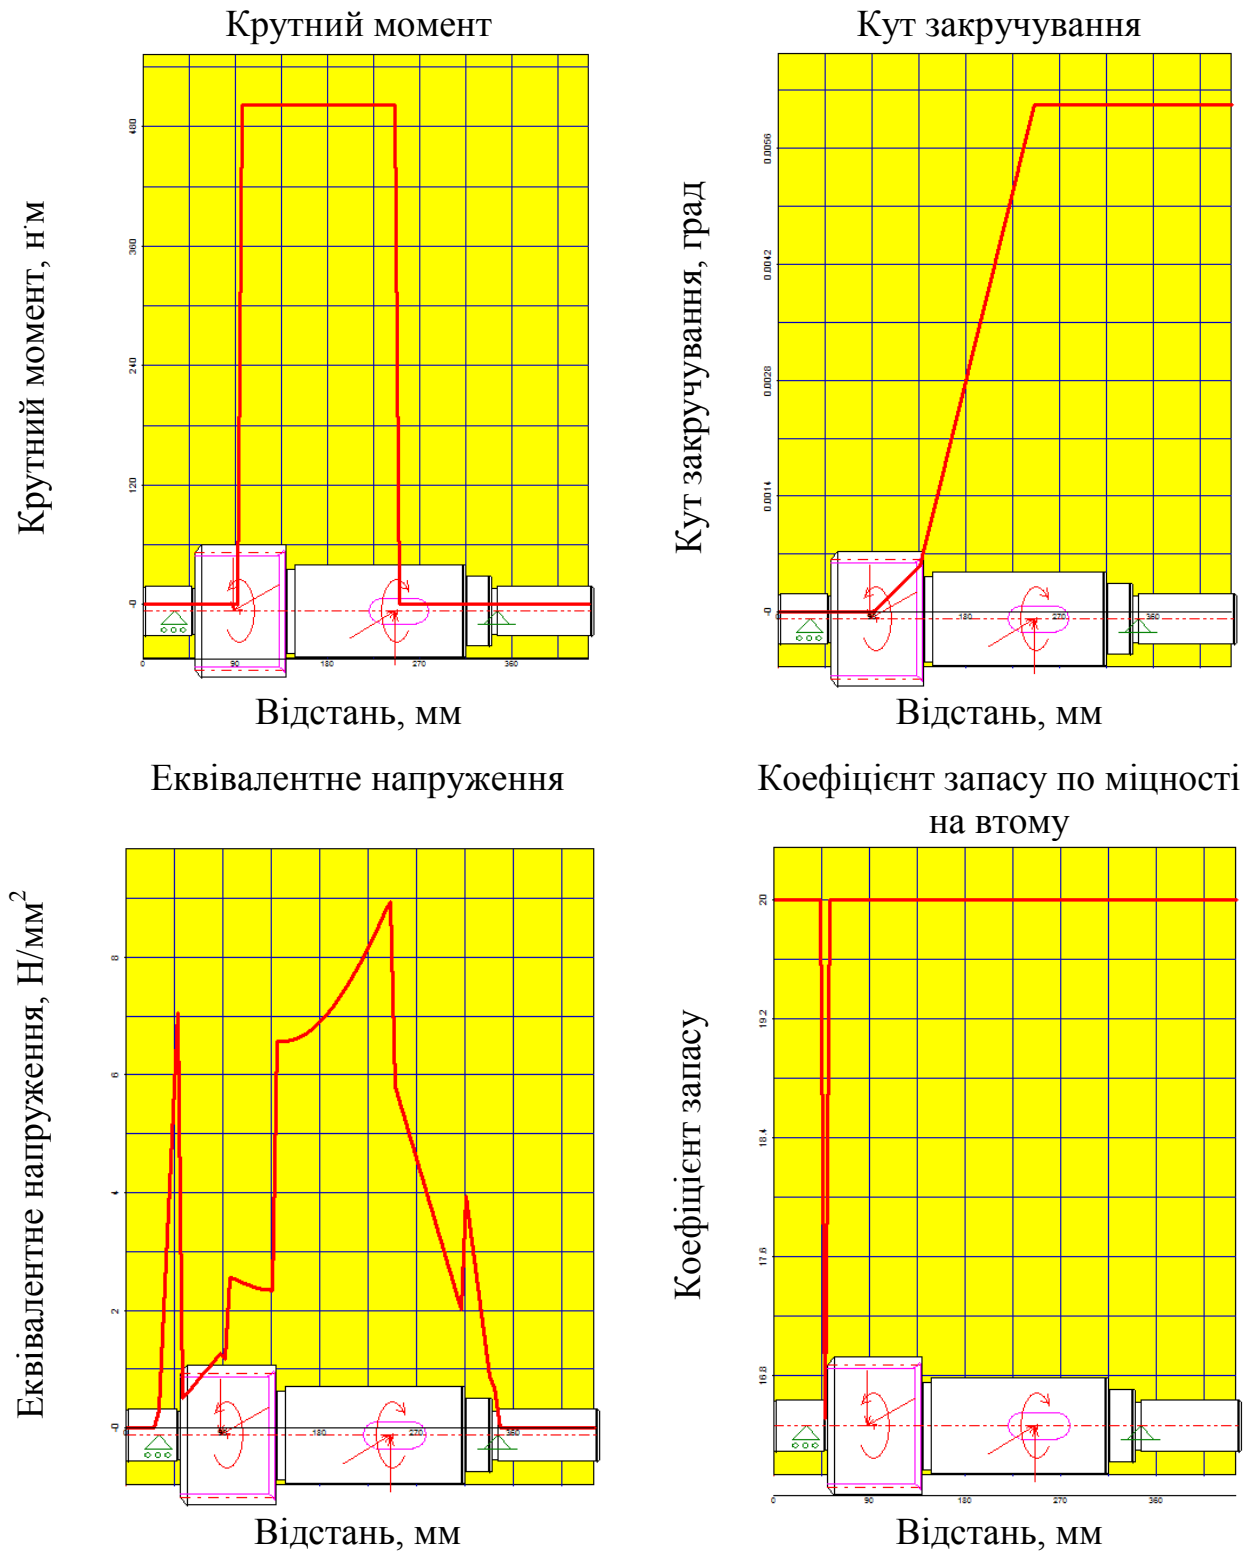 Крутний момент
Крутний момент, н·м
480
360
240
120
-0
0
90
180
270
360
Відстань, мм
Кут закручування
Кут закручування, град
0.0056
0.0042
0.0028
0.0014
-0
180
270
360
Відстань, мм
Еквівалентне напруження
Еквівалентне напруження, Н/мм²
8
6
4
2
-0
180
270
360
Відстань, мм
Коефіцієнт запасу по міцності
на втому
Коефіцієнт запасу
20
19.2
18.4
17.6
16.8
0
90
180
270
360
Відстань, мм